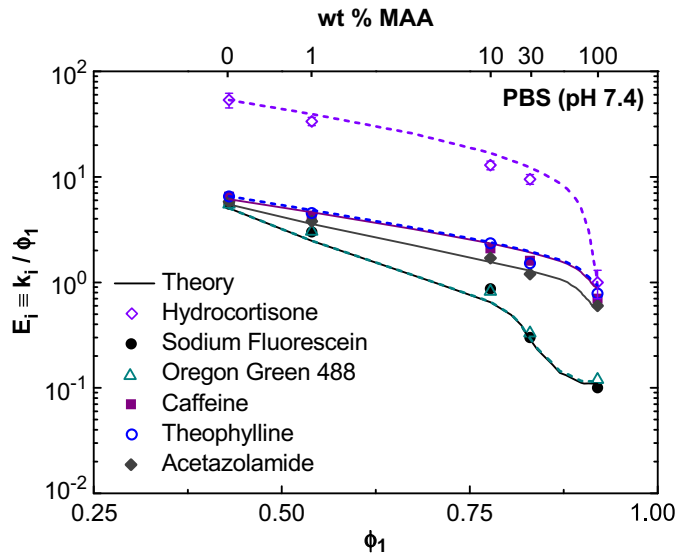 wt % MAA
0 1 10 30 100
PBS (pH 7.4)
10²
10¹
10⁰
10⁻¹
10⁻²
E_i ≡ k_i / ϕ₁
Theory
Hydrocortisone
Sodium Fluorescein
Oregon Green 488
Caffeine
Theophylline
Acetazolamide
0.25 0.50 0.75 1.00
ϕ₁